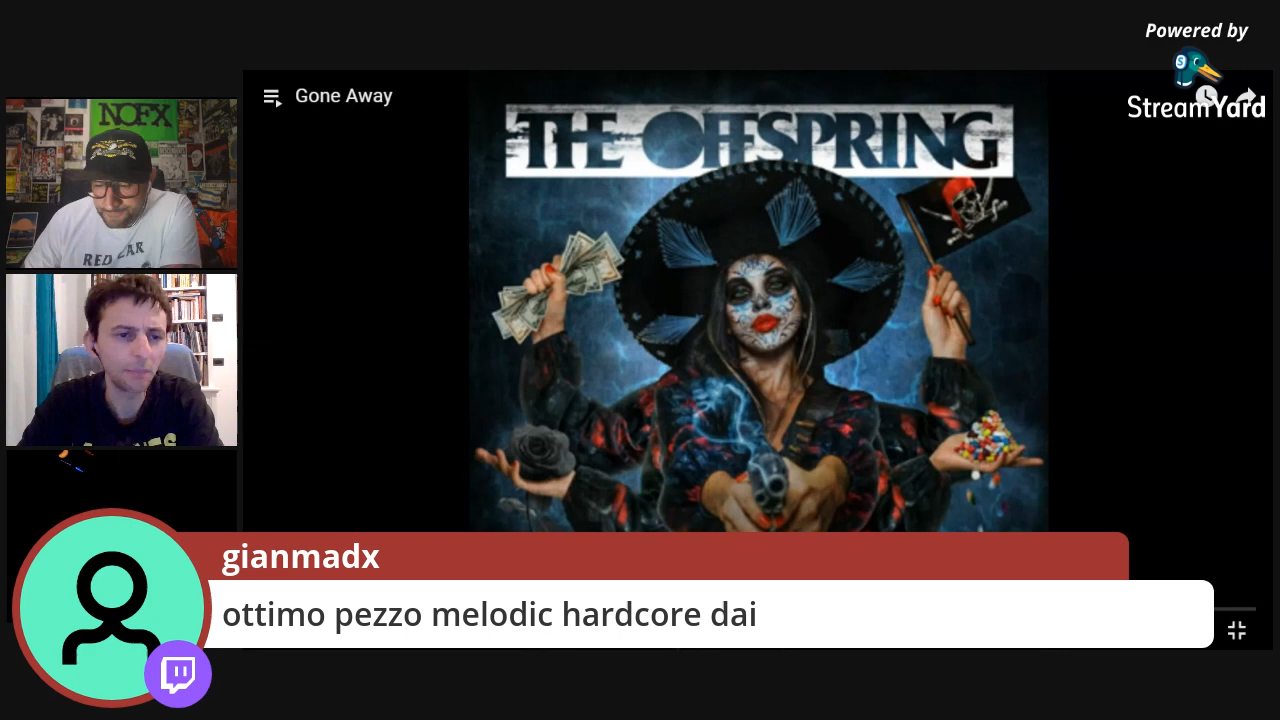 Powered by
StreamYard
Gone Away
THE OFFSPRING
NOFX
gianmadx
ottimo pezzo melodic hardcore dai